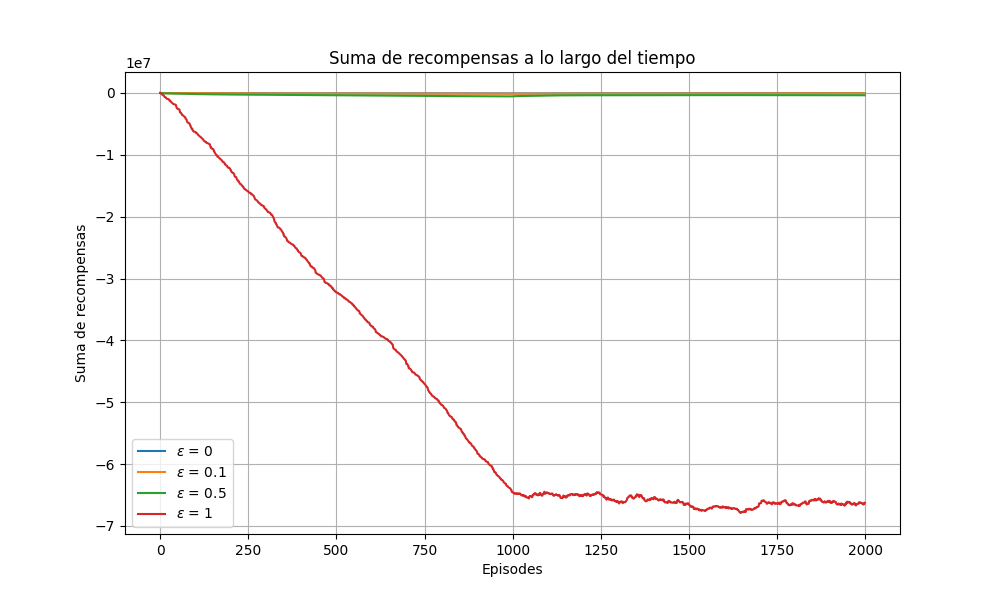 Suma de recompensas a lo largo del tiempo
1e7
0
−1
−2
−3
−4
−5
−6
−7
Suma de recompensas
ε = 0
ε = 0.1
ε = 0.5
ε = 1
0 250 500 750 1000 1250 1500 1750 2000
Episodes